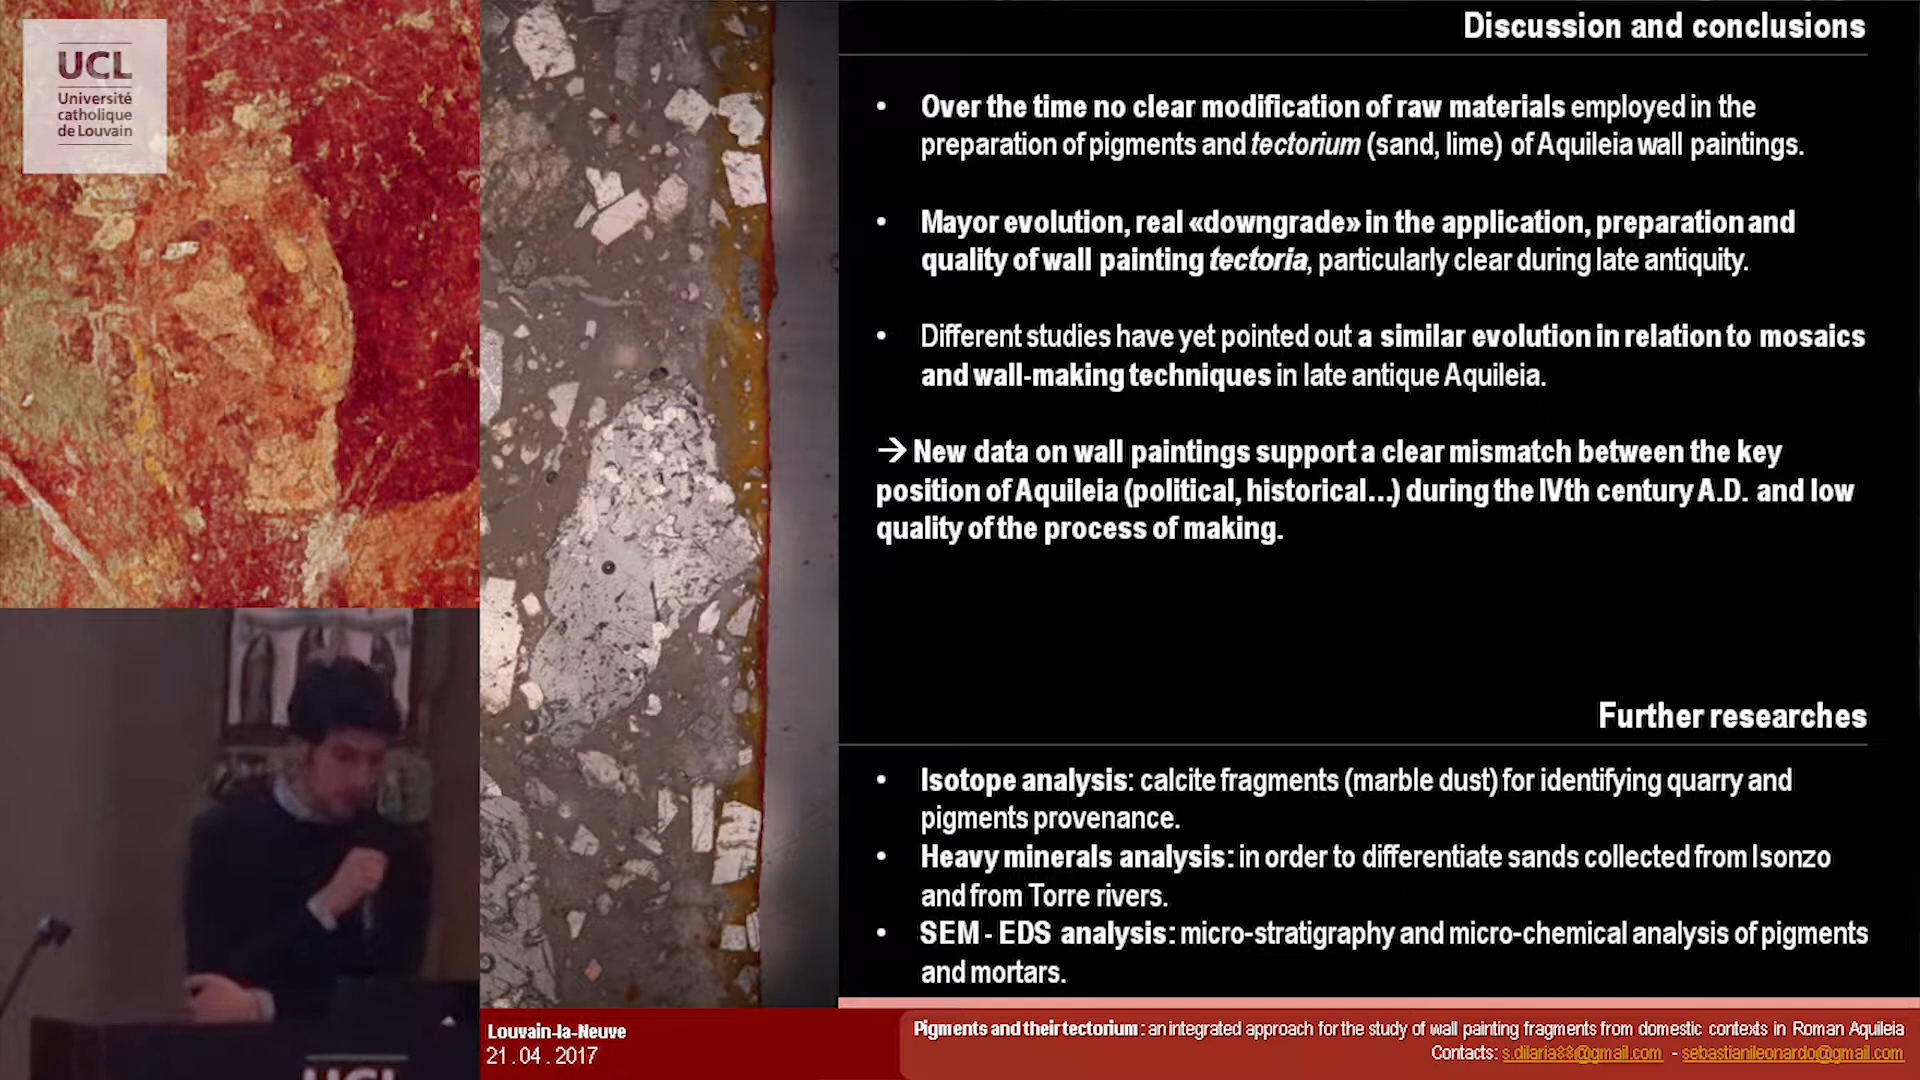 UCL
Université
catholique
de Louvain
Discussion and conclusions
• Over the time no clear modification of raw materials employed in the
preparation of pigments and tectorium (sand, lime) of Aquileia wall paintings.
• Mayor evolution, real «downgrade» in the application, preparation and
quality of wall painting tectoria, particularly clear during late antiquity.
• Different studies have yet pointed out a similar evolution in relation to mosaics
and wall-making techniques in late antique Aquileia.
→ New data on wall paintings support a clear mismatch between the key
position of Aquileia (political, historical...) during the IVth century A.D. and low
quality of the process of making.
Further researches
• Isotope analysis: calcite fragments (marble dust) for identifying quarry and
pigments provenance.
• Heavy minerals analysis: in order to differentiate sands collected from Isonzo
and from Torre rivers.
• SEM - EDS analysis: micro-stratigraphy and micro-chemical analysis of pigments
and mortars.
Louvain-la-Neuve
21.04.2017
Pigments and their tectorium: an integrated approach for the study of wall painting fragments from domestic contexts in Roman Aquileia
Contacts: s.dilaria88@gmail.com - sebastianileonardo@gmail.com
UCL